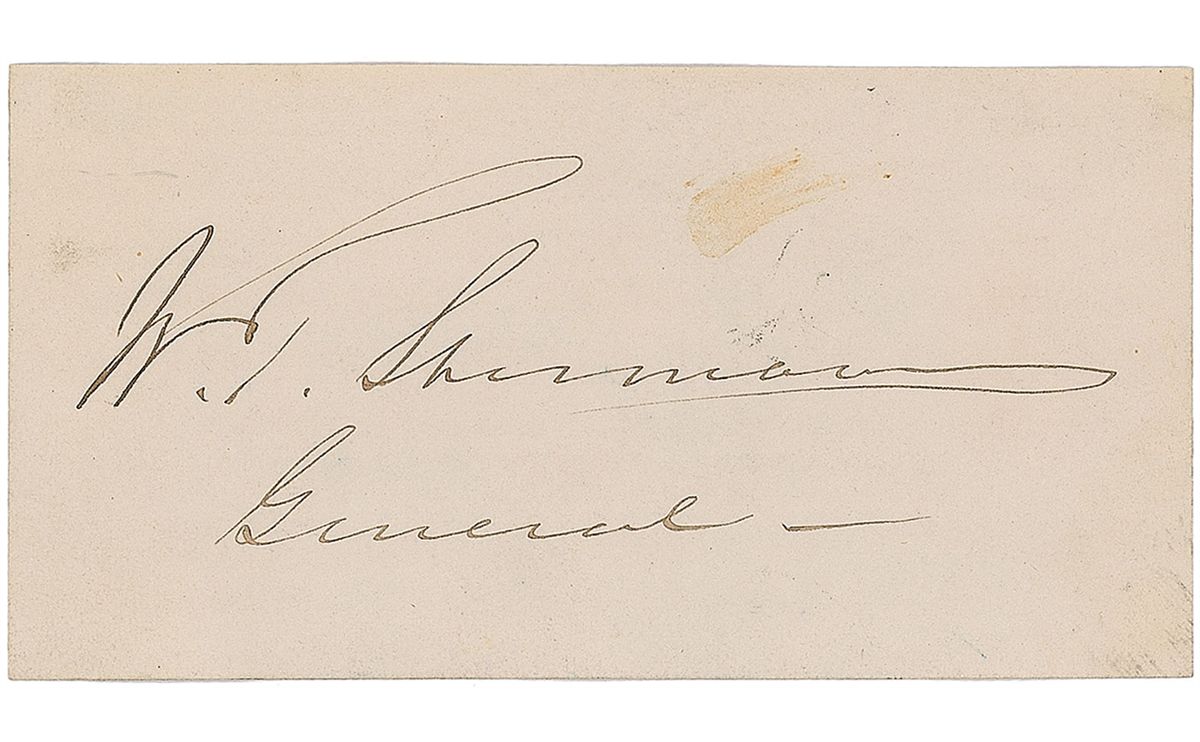 W. T. Sherman
General —